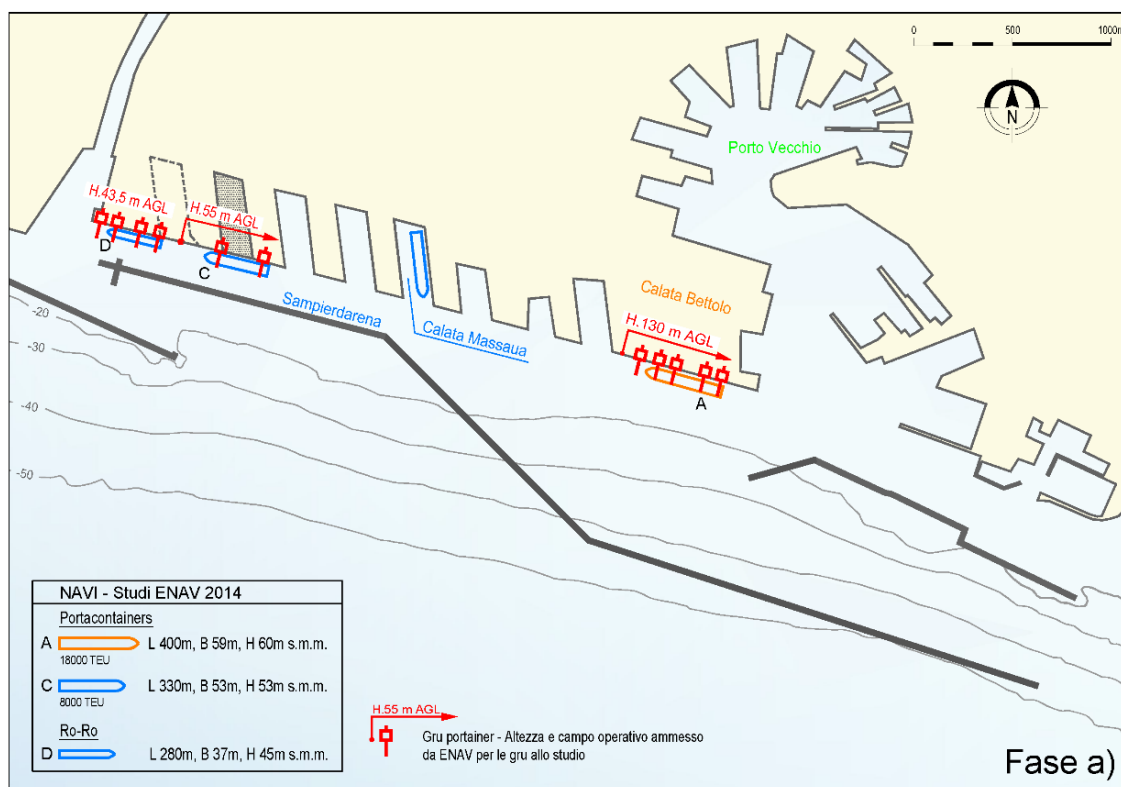 0 500 1000m
N
Porto Vecchio
H.43,5 m AGL
H.55 m AGL
D
C
Sampierdarena
Calata Massaua
Calata Bettolo
H.130 m AGL
A
-20
-30
-40
-50
NAVI - Studi ENAV 2014
Portacontainers
A L 400m, B 59m, H 60m s.m.m.
18000 TEU
C L 330m, B 53m, H 53m s.m.m.
8000 TEU
Ro-Ro
D L 280m, B 37m, H 45m s.m.m.
H.55 m AGL
Gru portainer - Altezza e campo operativo ammesso
da ENAV per le gru allo studio
Fase a)